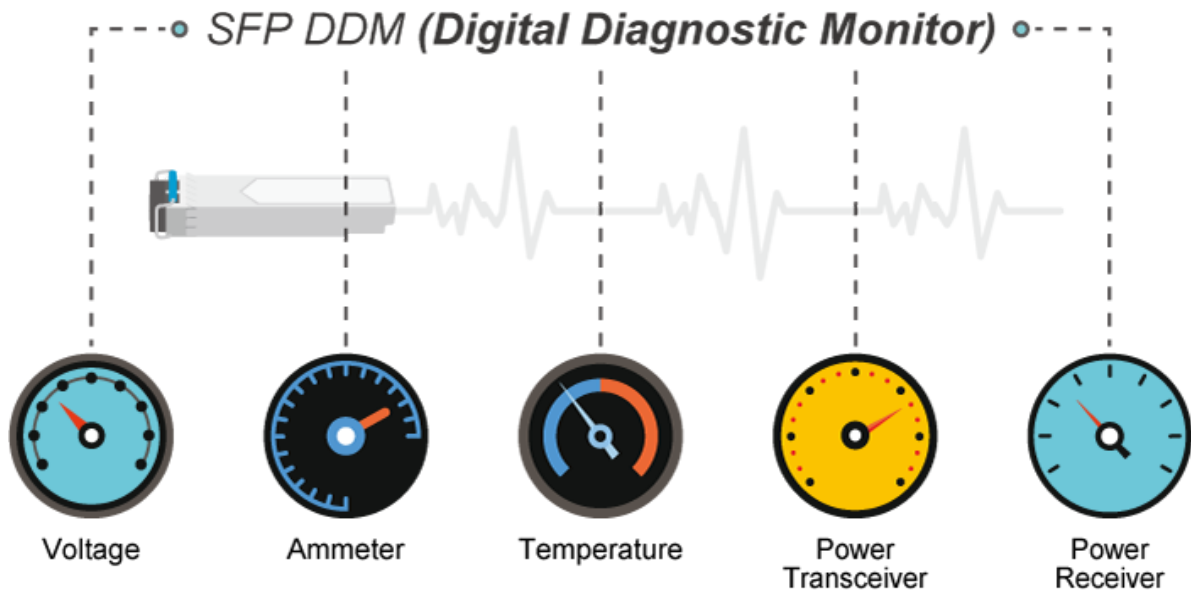 SFP DDM (Digital Diagnostic Monitor)
Voltage
Ammeter
Temperature
Power
Transceiver
Power
Receiver